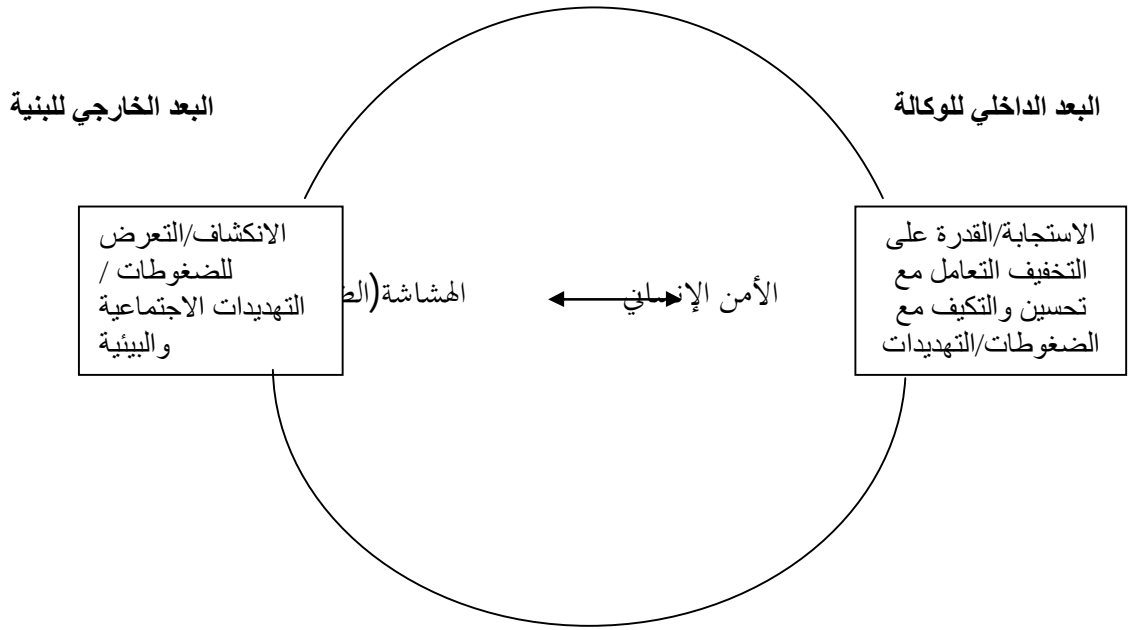 البعد الداخلي للوكالة
البعد الخارجي للبنية
الاستجابة/القدرة على
التخفيف التعامل مع
تحسين والتكيف مع
الضغوطات/التهديدات
الأمن الإنساني
الهشاشة(
الانكشاف/التعرض
للضغوطات /
التهديدات الاجتماعية
والبيئية